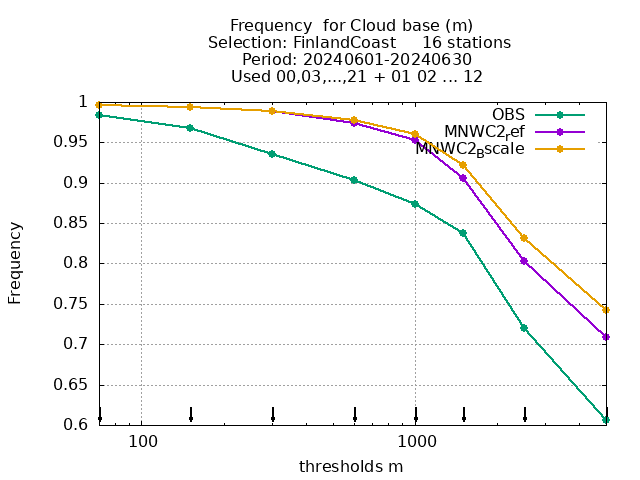 Frequency  for Cloud base (m)
Selection: FinlandCoast     16 stations
Period: 20240601-20240630
Used 00,03,...,21 + 01 02 ... 12
OBS
MNWC2ref
MNWC2Bscale
Frequency
1
0.95
0.9
0.85
0.8
0.75
0.7
0.65
0.6
100
1000
thresholds m